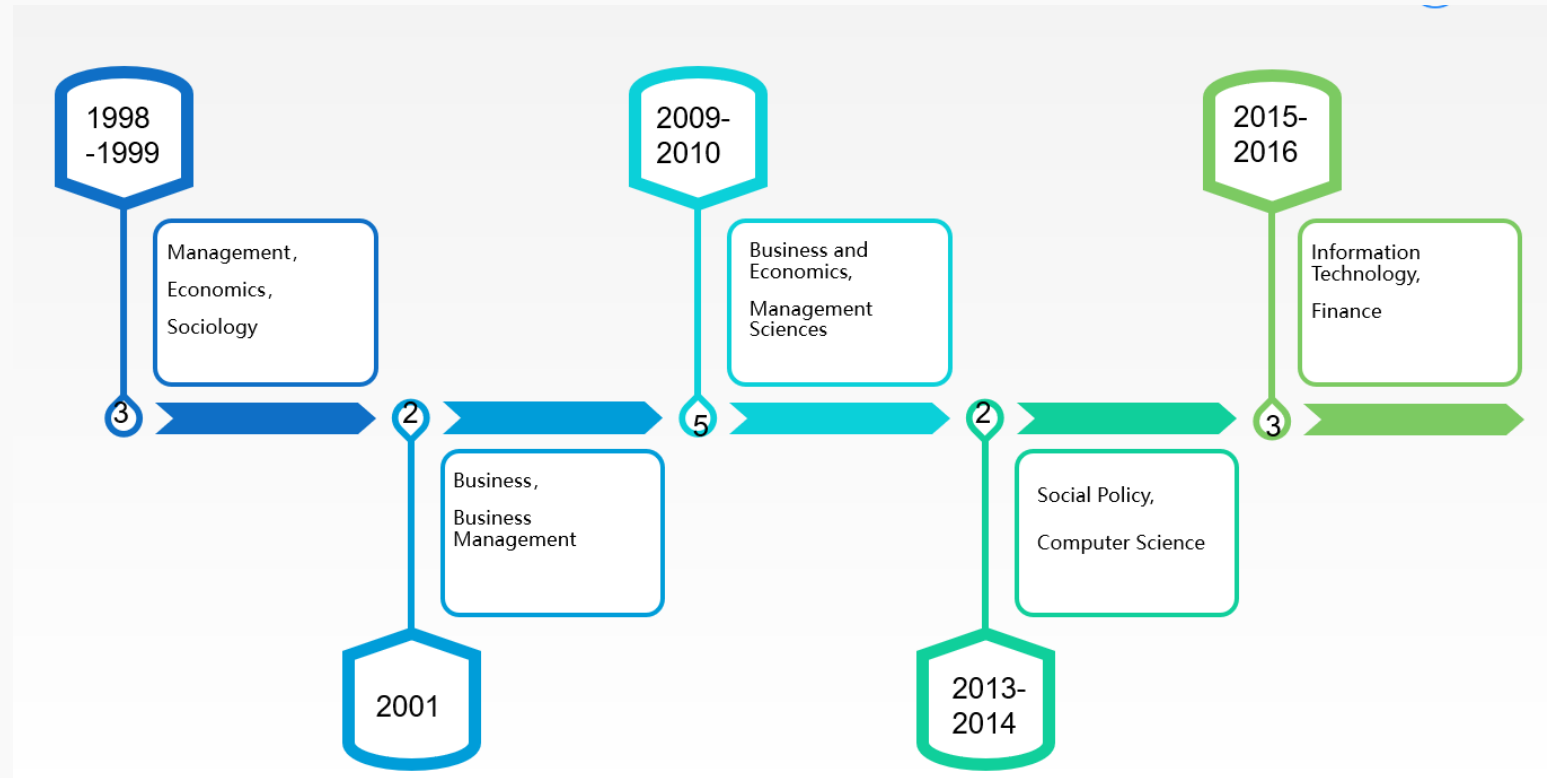 1998
-1999
Management,
Economics,
Sociology
3
2
Business,
Business
Management
2001
2009-
2010
Business and
Economics,
Management
Sciences
5
2
Social Policy,
Computer Science
2013-
2014
2015-
2016
Information
Technology,
Finance
3